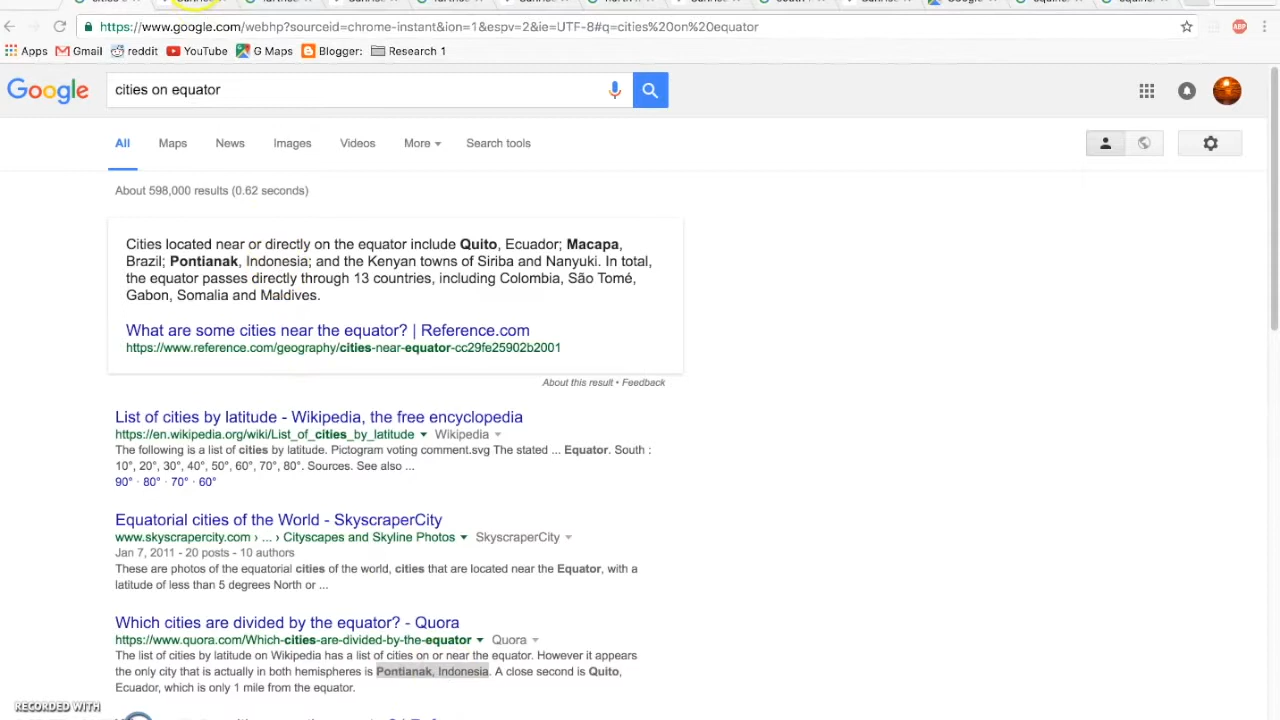 https://www.google.com/webhp?sourceid=chrome-instant&ion=1&espv=2&ie=UTF-8#q=cities%20on%20equator
ABP
Apps Gmail reddit YouTube G Maps Blogger: Research 1
Google
cities on equator
All Maps News Images Videos More Search tools
About 598,000 results (0.62 seconds)
Cities located near or directly on the equator include Quito, Ecuador; Macapa,
Brazil; Pontianak, Indonesia; and the Kenyan towns of Siriba and Nanyuki. In total,
the equator passes directly through 13 countries, including Colombia, São Tomé,
Gabon, Somalia and Maldives.
What are some cities near the equator? | Reference.com
https://www.reference.com/geography/cities-near-equator-cc29fe25902b2001
About this result • Feedback
List of cities by latitude - Wikipedia, the free encyclopedia
https://en.wikipedia.org/wiki/List_of_cities_by_latitude Wikipedia
The following is a list of cities by latitude. Pictogram voting comment.svg The stated ... Equator. South :
10°, 20°, 30°, 40°, 50°, 60°, 70°, 80°. Sources. See also ...
90° · 80° · 70° · 60°
Equatorial cities of the World - SkyscraperCity
www.skyscrapercity.com › ... › Cityscapes and Skyline Photos SkyscraperCity
Jan 7, 2011 - 20 posts - 10 authors
These are photos of the equatorial cities of the world, cities that are located near the Equator, with a
latitude of less than 5 degrees North or ...
Which cities are divided by the equator? - Quora
https://www.quora.com/Which-cities-are-divided-by-the-equator Quora
The list of cities by latitude on Wikipedia has a list of cities on or near the equator. However it appears
the only city that is actually in both hemispheres is Pontianak, Indonesia. A close second is Quito,
Ecuador, which is only 1 mile from the equator.
RECORDED WITH